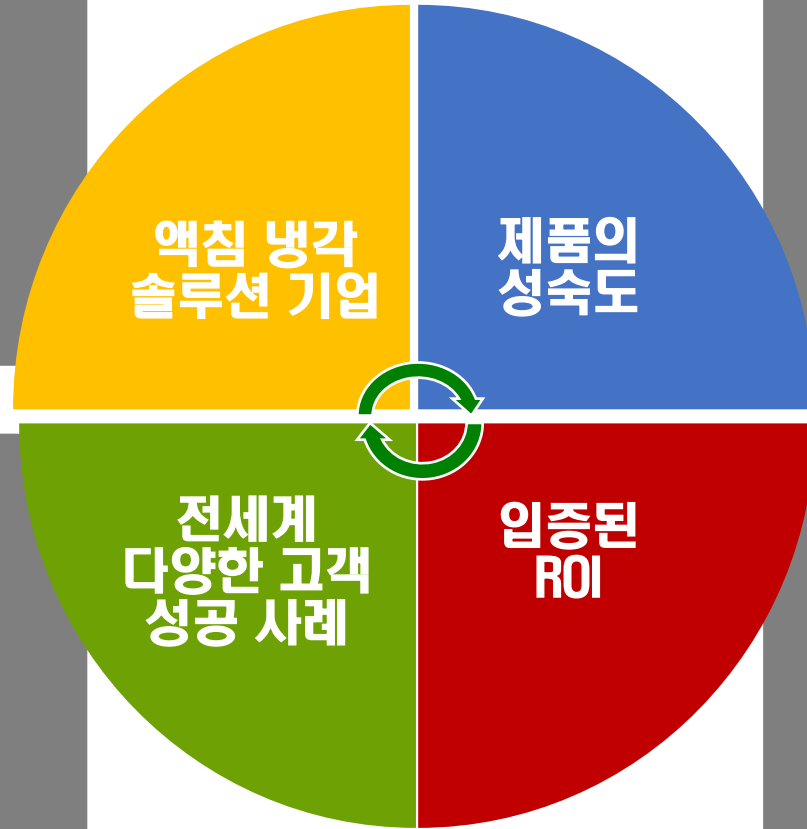 액침 냉각
솔루션 기업
제품의
성숙도
전세계
다양한 고객
성공 사례
입증된
ROI